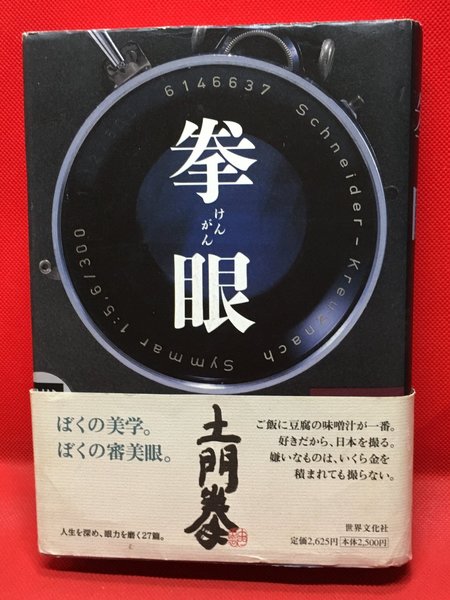 6146637 Schneider-Kreuznach Symmar 1:5,6/300
拳眼
けんがん
ぼくの美学。
ぼくの審美眼。
土門拳
ご飯に豆腐の味噌汁が一番。
好きだから、日本を撮る。
嫌いなものは、いくら金を
積まれても撮らない。
人生を深め、眼力を磨く27篇。
世界文化社
定価2,625円 本体2,500円